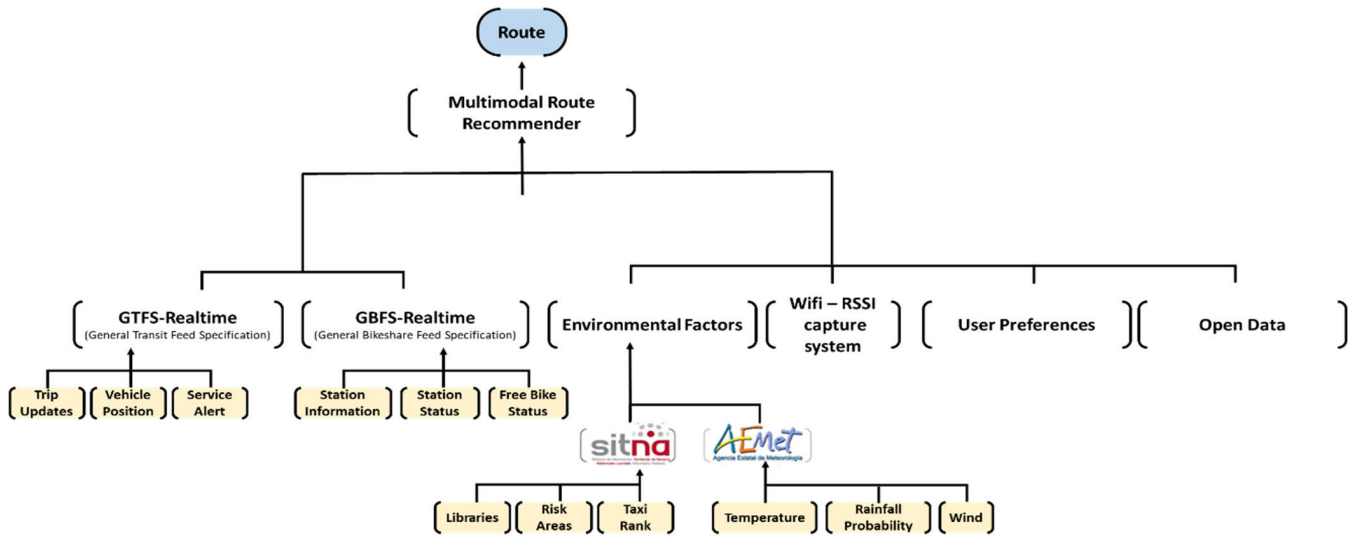 Route
Multimodal Route
Recommender
GTFS-Realtime
(General Transit Feed Specification)
GBFS-Realtime
(General Bikeshare Feed Specification)
Environmental Factors
Wifi – RSSI
capture
system
User Preferences
Open Data
Trip
Updates
Vehicle
Position
Service
Alert
Station
Information
Station
Status
Free Bike
Status
sitna
AEMet
Agencia Estatal de Meteorología
Libraries
Risk
Areas
Taxi
Rank
Temperature
Rainfall
Probability
Wind